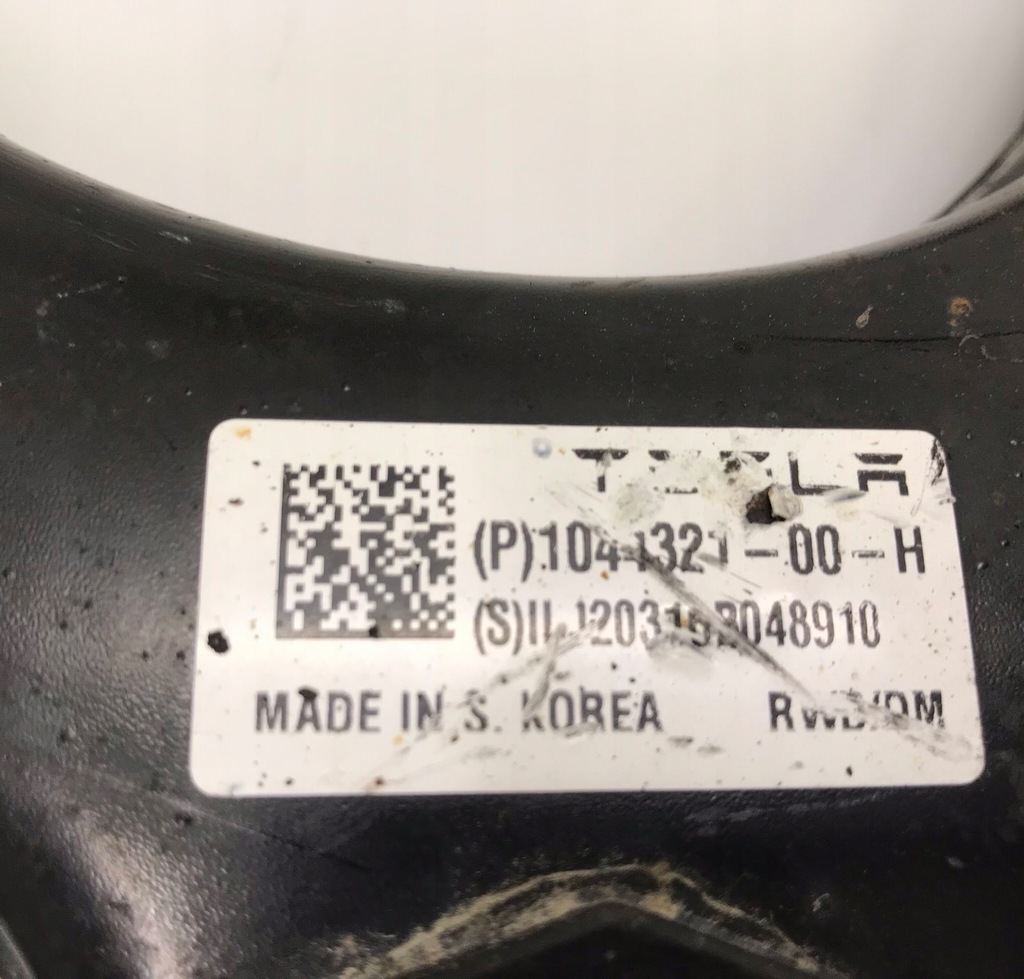 TESLA
(P)1044321-00-H
MADE IN S. KOREA